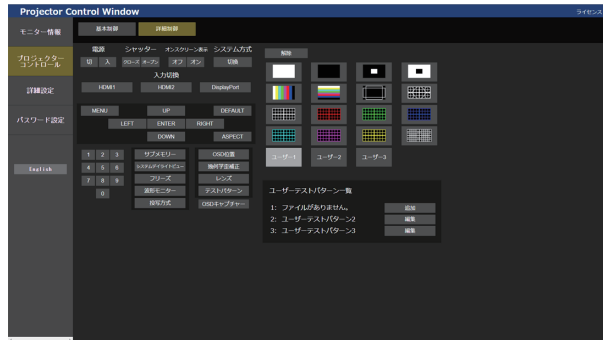 Projector Control Window
ライセンス
モニター情報
プロジェクター
コントロール
詳細設定
パスワード設定
English
基本制御
詳細制御
電源
シャッター
オンスクリーン表示
システム方式
切
入
クローズ
オープン
オフ
オン
切換
入力切換
HDMI1
HDMI2
DisplayPort
MENU
UP
DEFAULT
LEFT
ENTER
RIGHT
DOWN
ASPECT
1
2
3
サブメモリー
OSD位置
4
5
6
システムデイライトビュー
幾何学歪補正
7
8
9
フリーズ
レンズ
0
波形モニター
テストパターン
投写方式
OSDキャプチャー
解除
ユーザー1
ユーザー2
ユーザー3
ユーザーテストパターン一覧
1: ファイルがありません。
追加
2: ユーザーテストパターン2
編集
3: ユーザーテストパターン3
編集